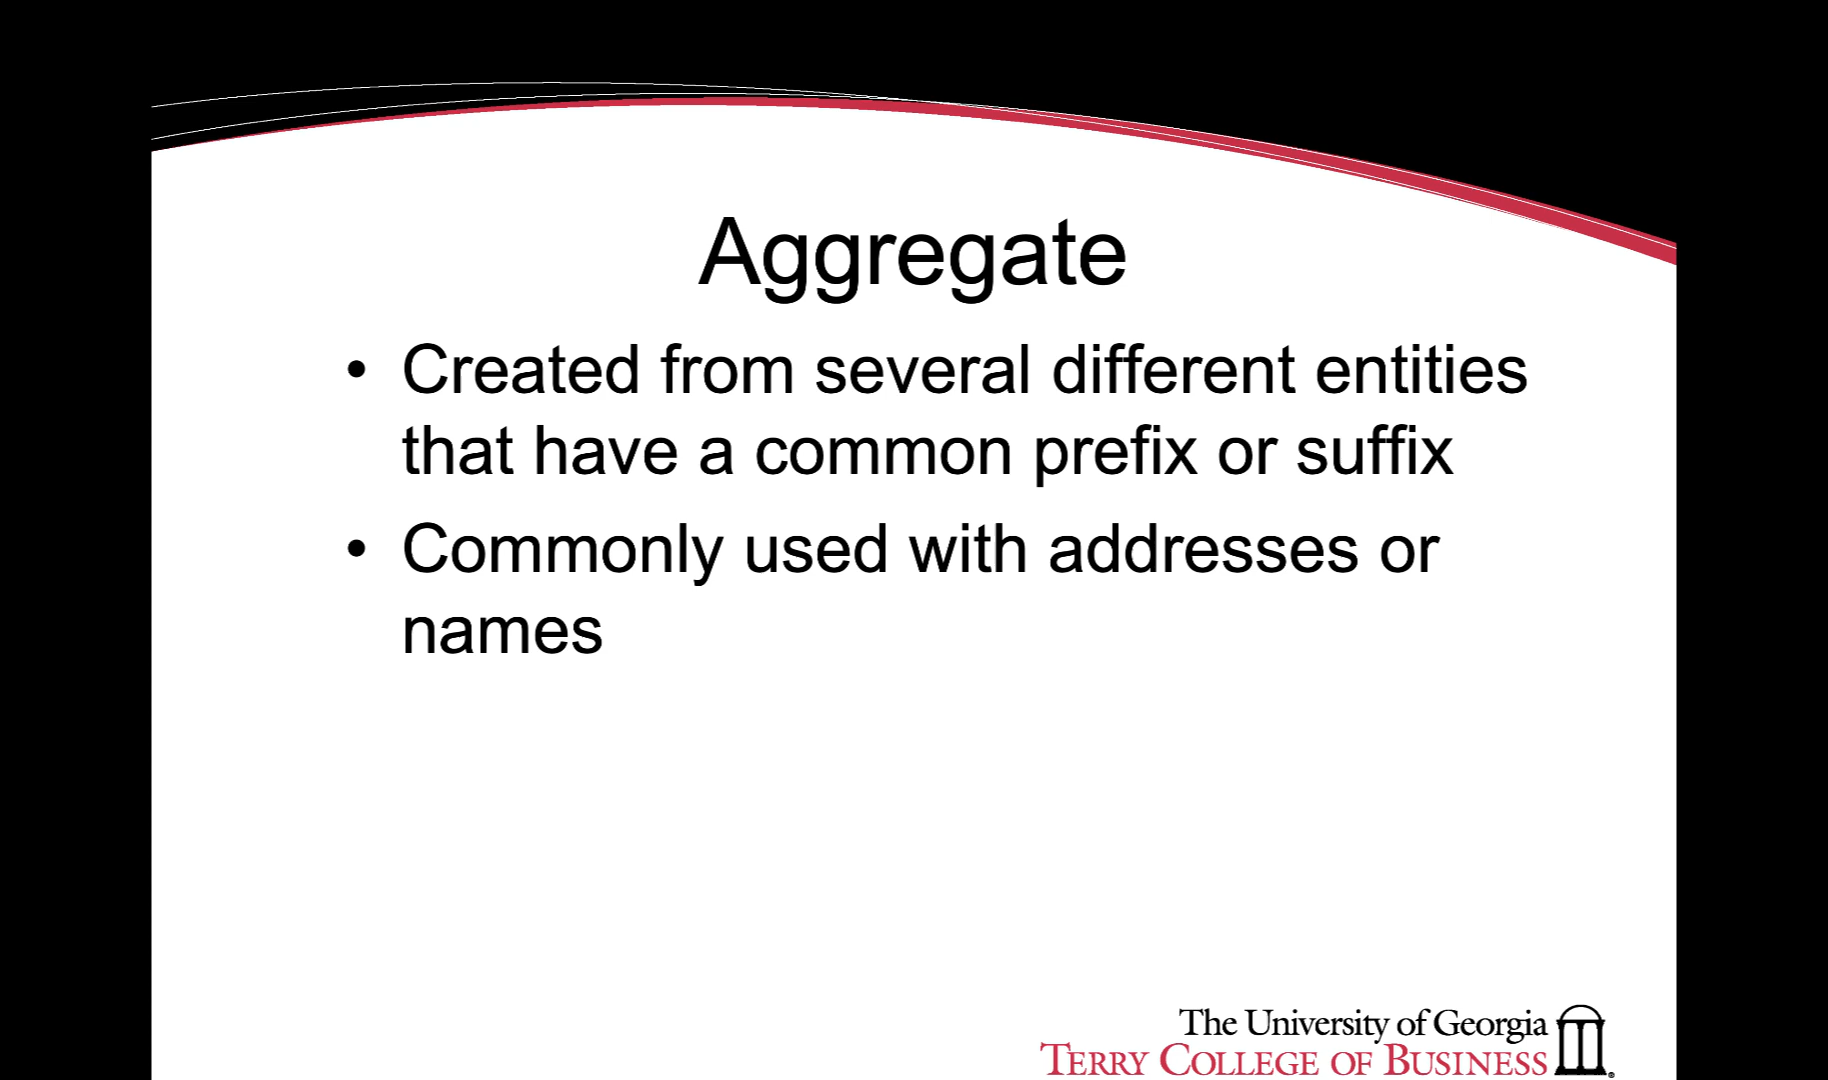 Aggregate
• Created from several different entities
that have a common prefix or suffix
• Commonly used with addresses or
names
The University of Georgia
TERRY COLLEGE OF BUSINESS